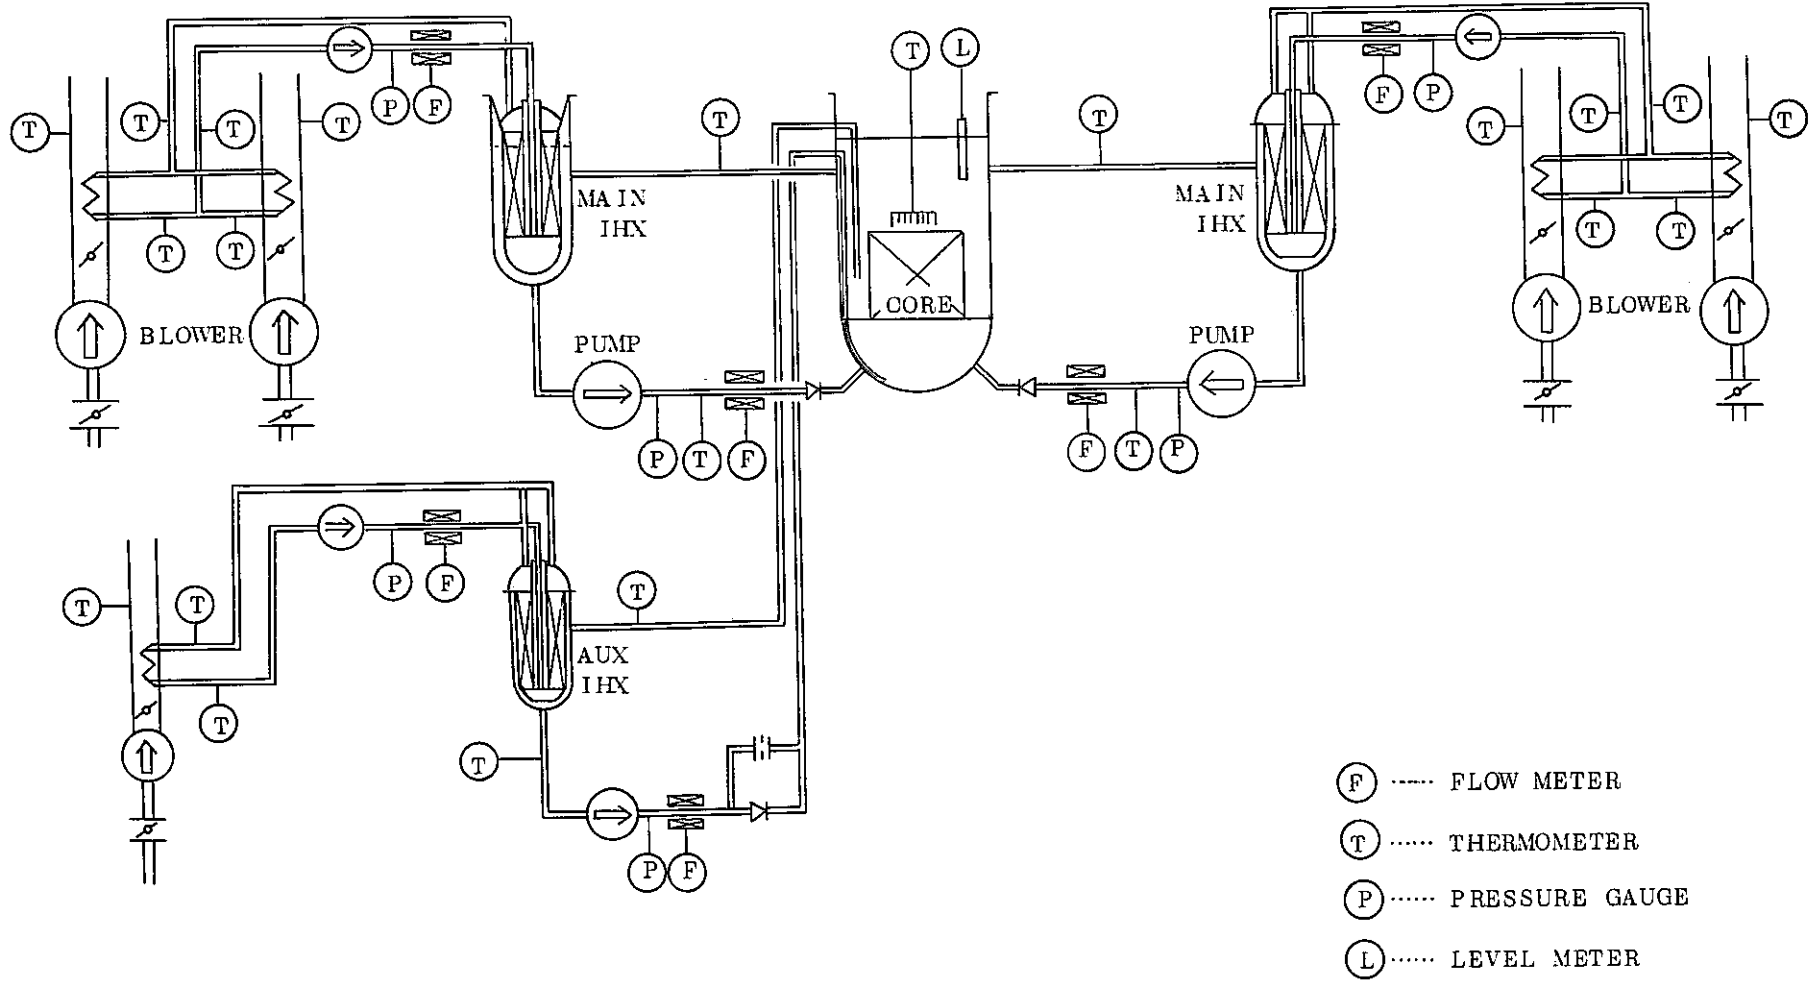 T L
P F
F P
T T T T
T T
T T T T
MAIN
IHX
MAIN
IHX
T T
T T
CORE
BLOWER
BLOWER
PUMP
PUMP
P T F
F T P
P F
T T
T
AUX
IHX
T
T
P F
F ...... FLOW METER
T ...... THERMOMETER
P ...... PRESSURE GAUGE
L ...... LEVEL METER